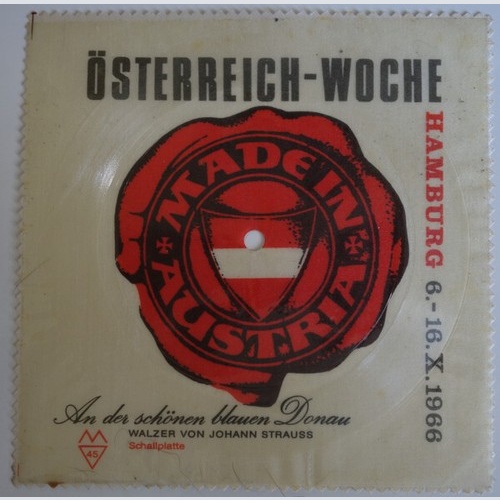 ÖSTERREICH-WOCHE
HAMBURG 6.-16.X.1966
MADE IN
AUSTRIA
An der schönen blauen Donau
WALZER VON JOHANN STRAUSS
Schallplatte
M
45